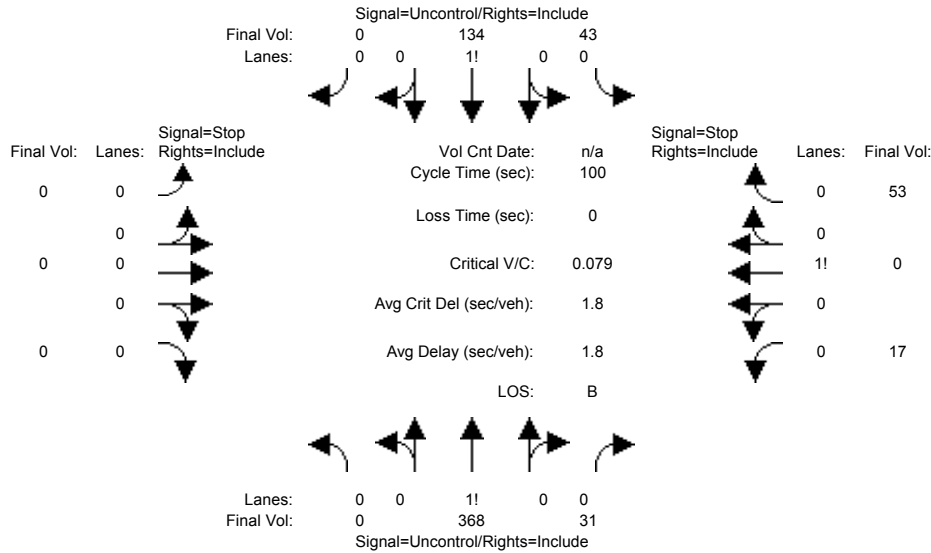 Signal=Uncontrol/Rights=Include
Final Vol: 0 134 43
Lanes: 0 0 1! 0 0
Signal=Stop Signal=Stop
Final Vol: Lanes: Rights=Include Vol Cnt Date: n/a Rights=Include Lanes: Final Vol:
Cycle Time (sec): 100
0 0 0 53
Loss Time (sec): 0
0 0
0 0 Critical V/C: 0.079 1! 0
0 Avg Crit Del (sec/veh): 1.8 0
0 0 Avg Delay (sec/veh): 1.8 0 17
LOS: B
Lanes: 0 0 1! 0 0
Final Vol: 0 368 31
Signal=Uncontrol/Rights=Include